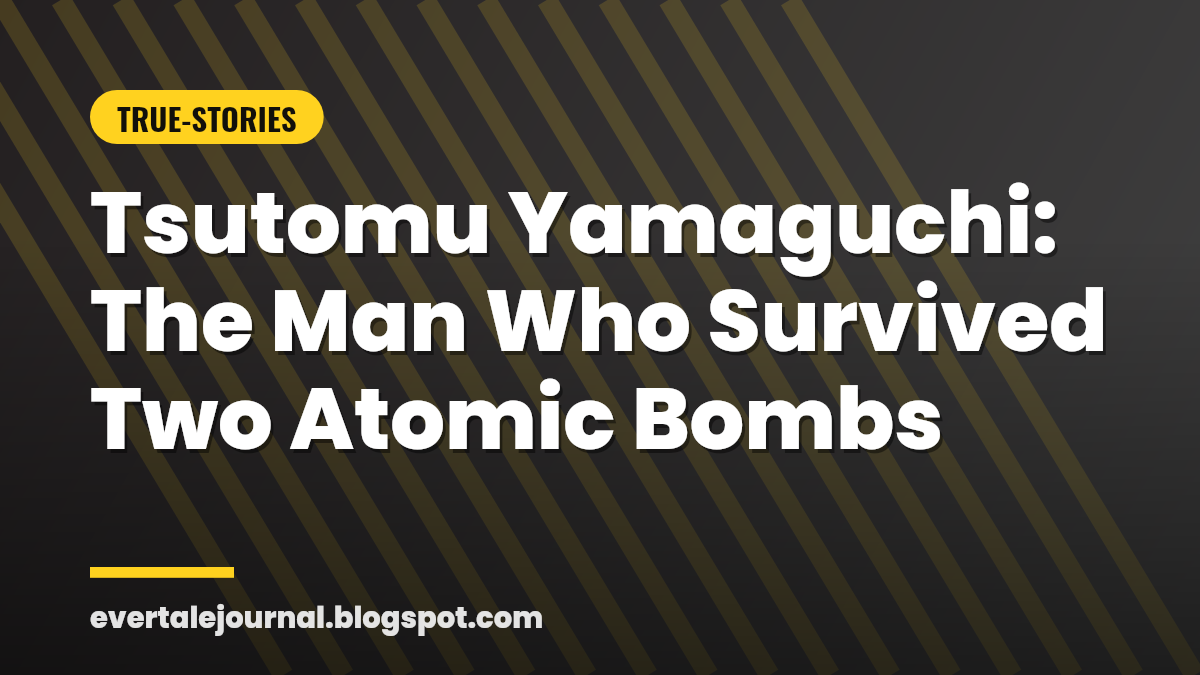 TRUE-STORIES
Tsutomu Yamaguchi:
The Man Who Survived
Two Atomic Bombs
evertalejournal.blogspot.com